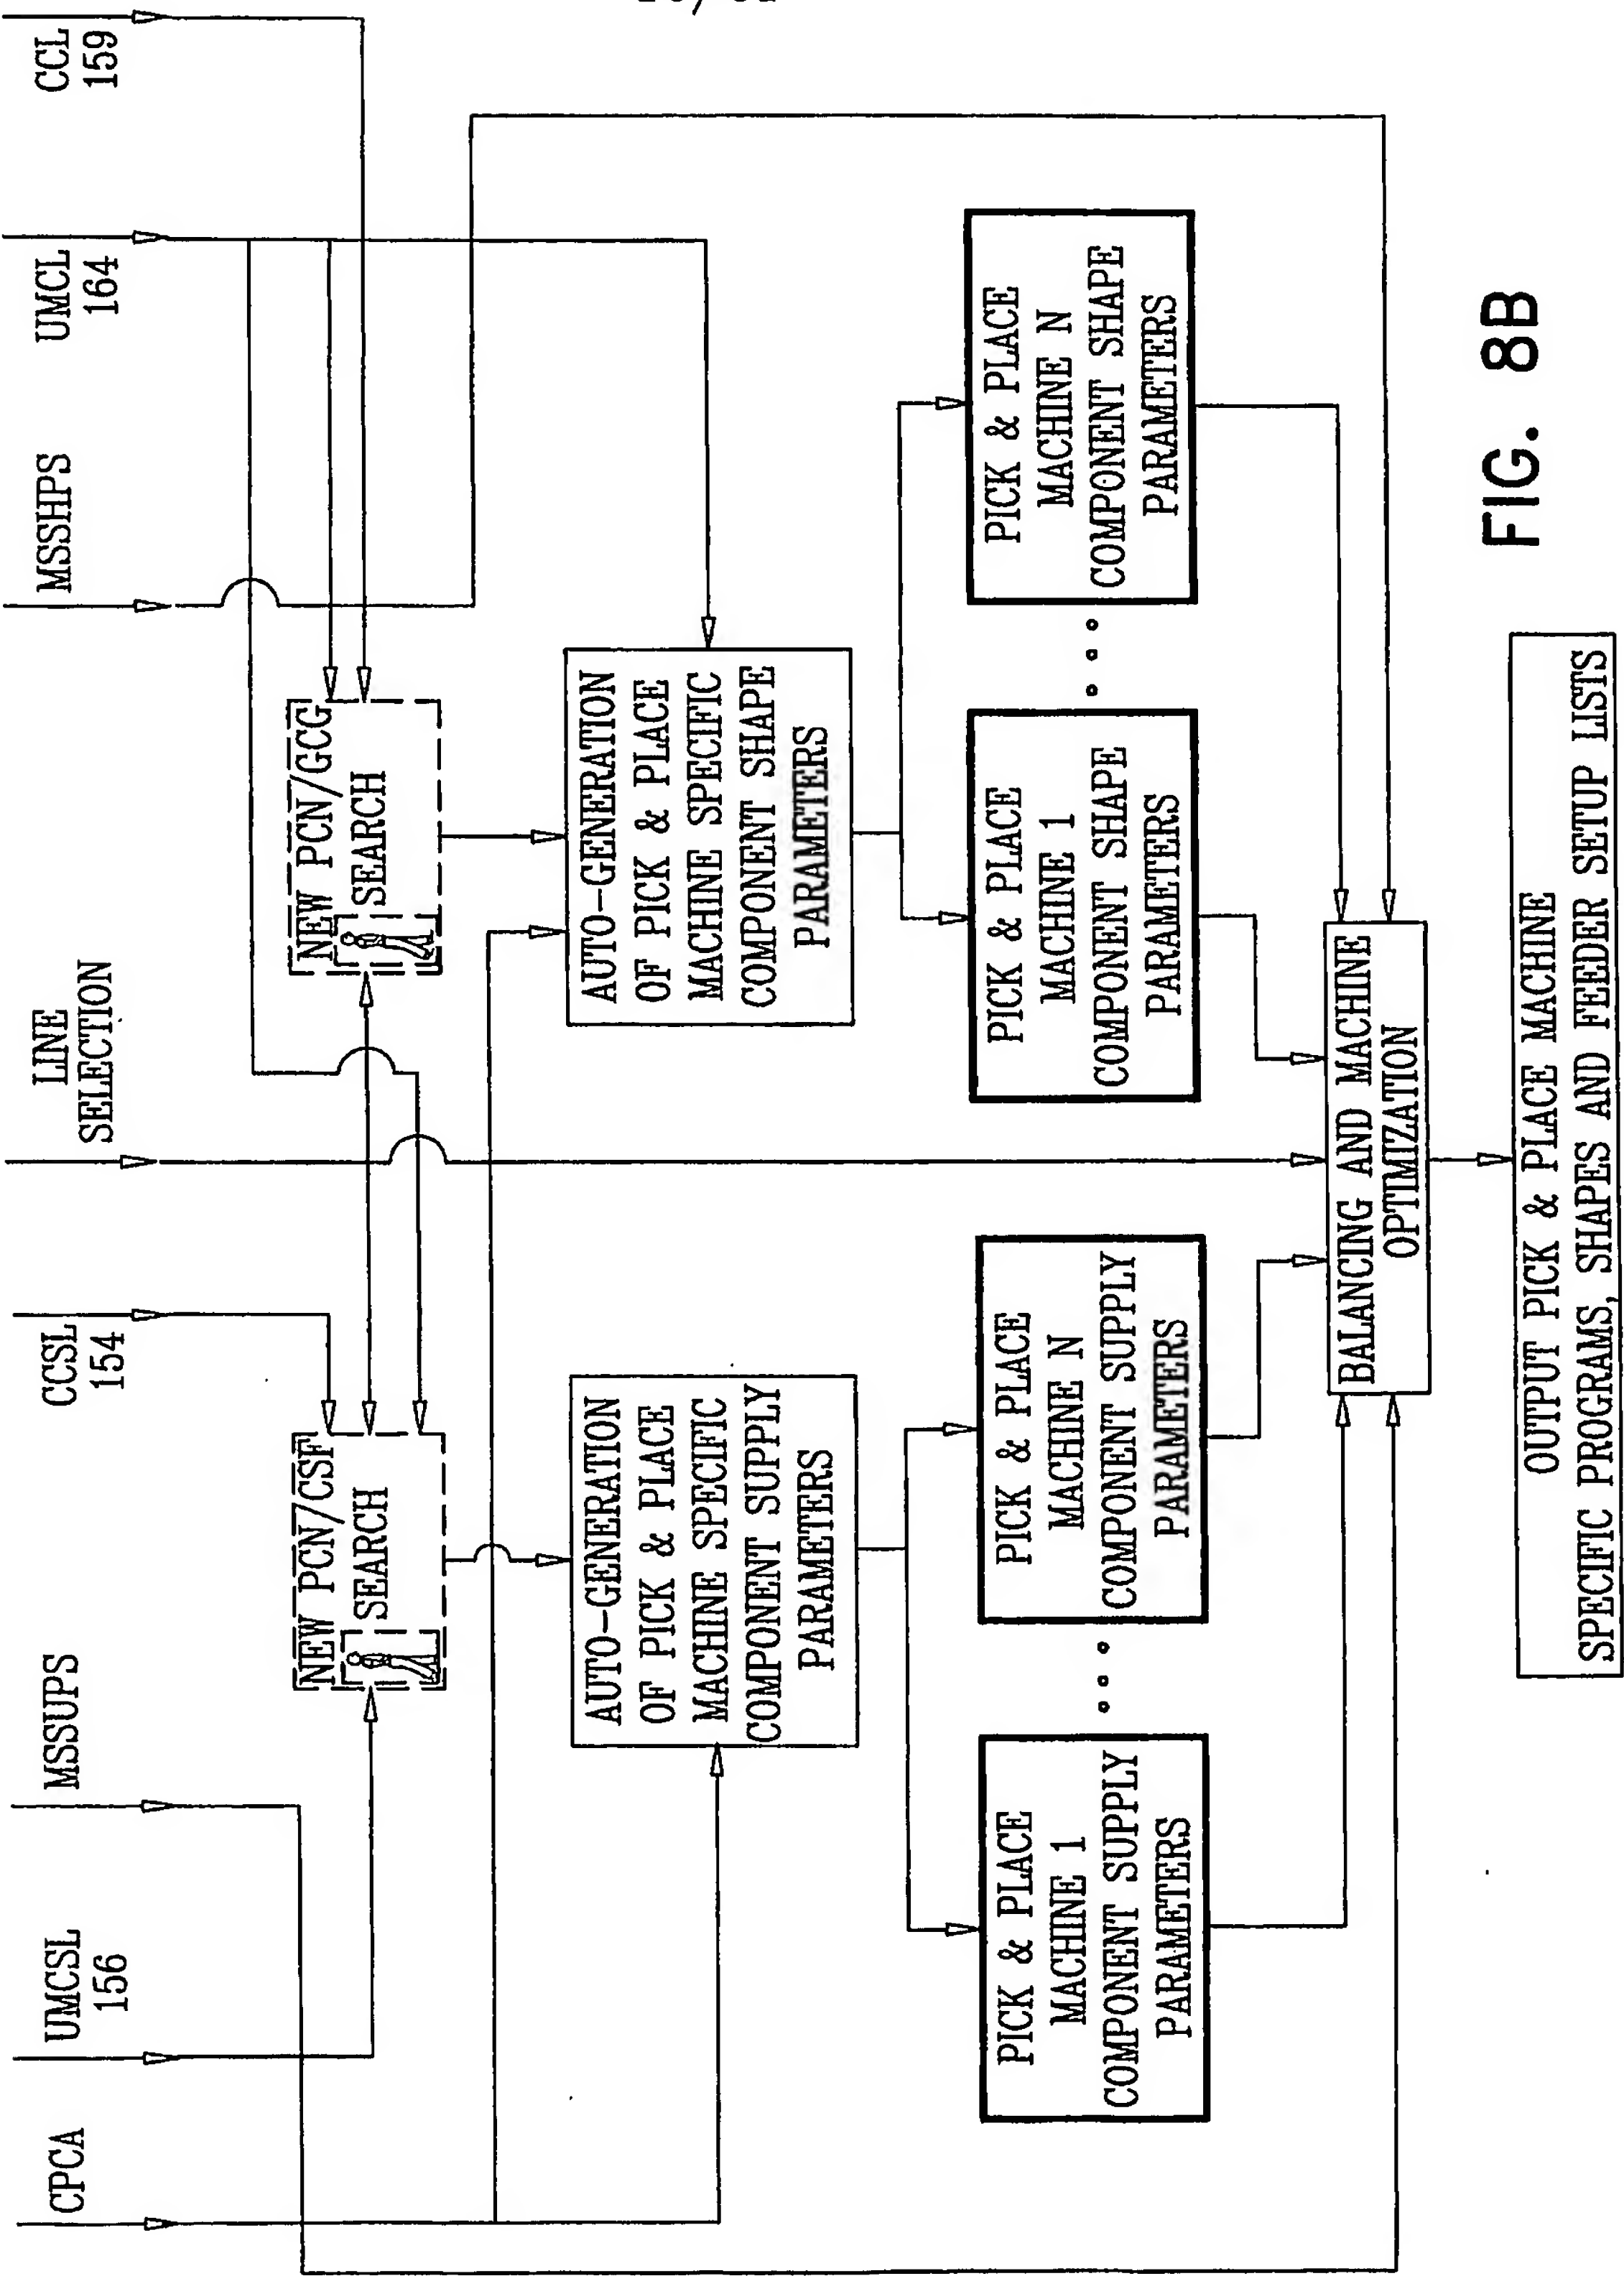 CPCA
UMCSL
156
MSSUPS
CCSL
154
LINE
SELECTION
MSSHPS
UMCL
164
CCL
159
NEW PCN/CSF
SEARCH
NEW PCN/GCG
SEARCH
AUTO-GENERATION
OF PICK & PLACE
MACHINE SPECIFIC
COMPONENT SUPPLY
PARAMETERS
AUTO-GENERATION
OF PICK & PLACE
MACHINE SPECIFIC
COMPONENT SHAPE
PARAMETERS
PICK & PLACE
MACHINE 1
COMPONENT SUPPLY
PARAMETERS
PICK & PLACE
MACHINE N
COMPONENT SUPPLY
PARAMETERS
PICK & PLACE
MACHINE 1
COMPONENT SHAPE
PARAMETERS
PICK & PLACE
MACHINE N
COMPONENT SHAPE
PARAMETERS
BALANCING AND MACHINE
OPTIMIZATION
OUTPUT PICK & PLACE MACHINE
SPECIFIC PROGRAMS, SHAPES AND FEEDER SETUP LISTS
FIG. 8B